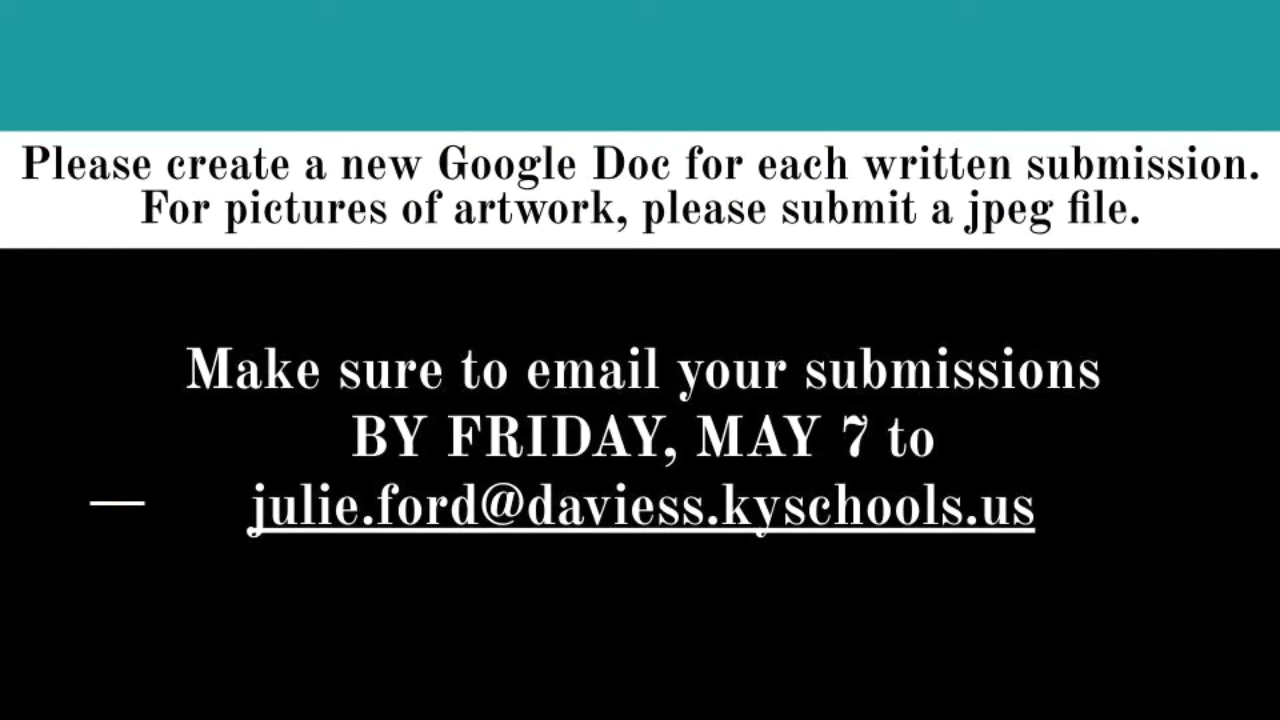 Please create a new Google Doc for each written submission.
For pictures of artwork, please submit a jpeg file.
Make sure to email your submissions
BY FRIDAY, MAY 7 to
julie.ford@daviess.kyschools.us